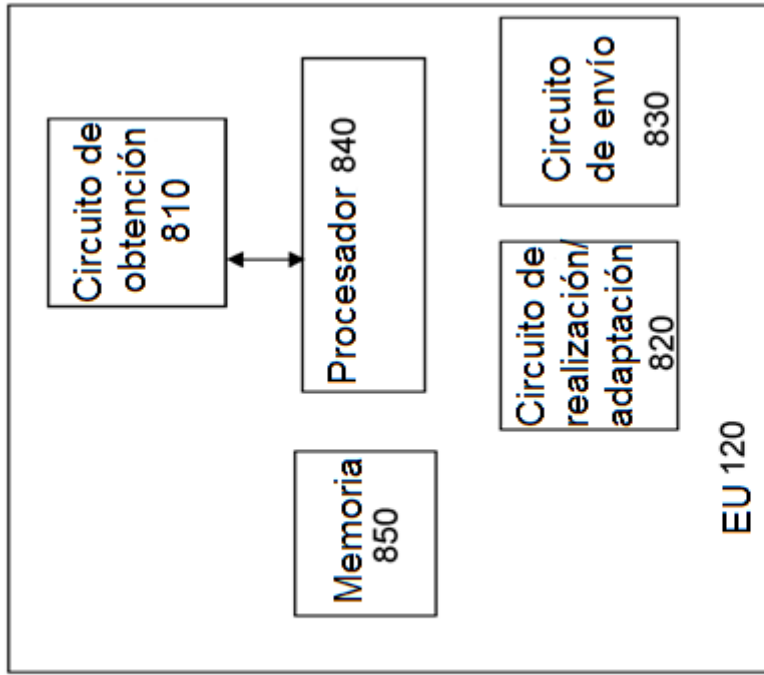 Circuito de
obtención
810
Memoria
850
Procesador 840
Circuito de
realización/
adaptación
820
Circuito
de envío
830
EU 120